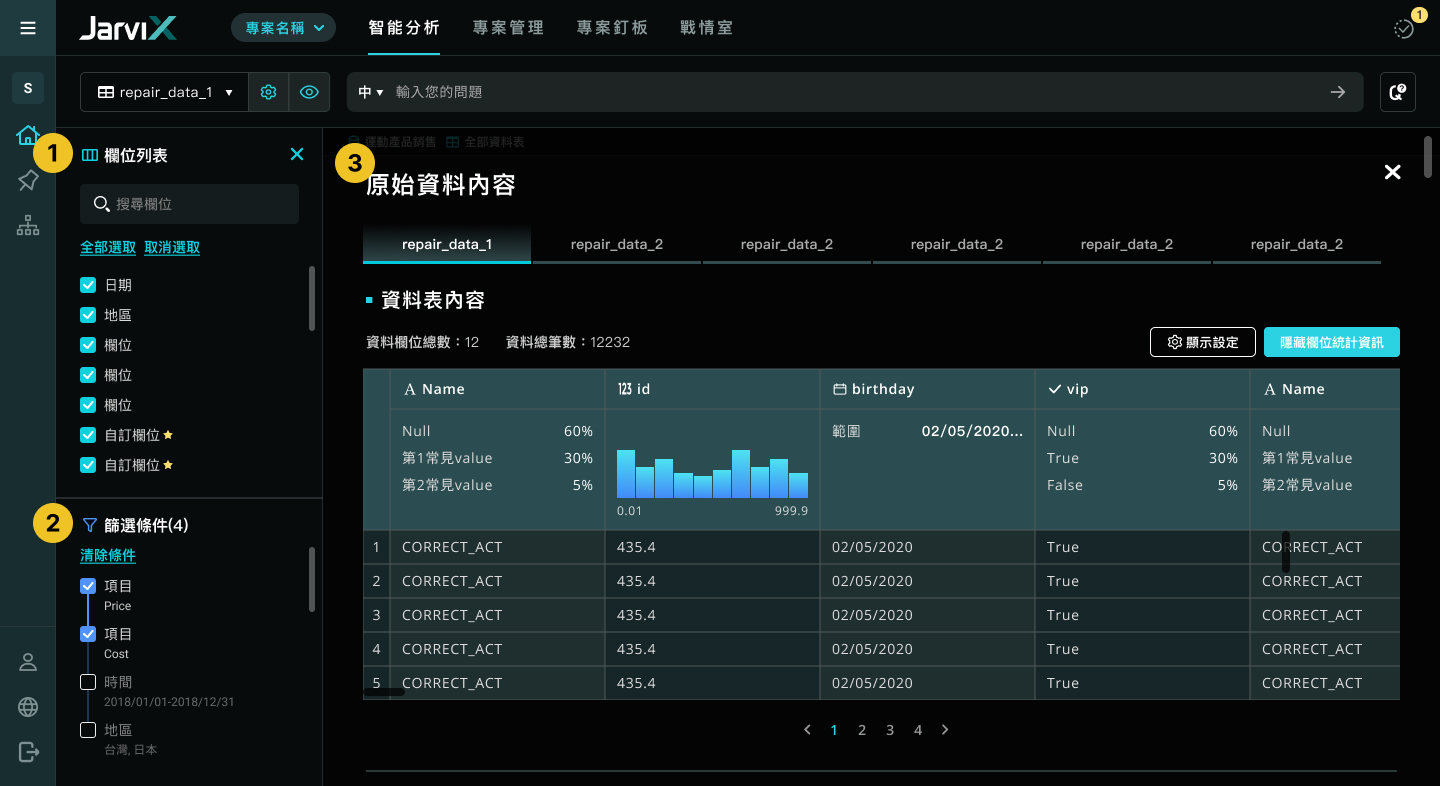 JarviX
專案名稱
智能分析 專案管理 專案釘板 戰情室
1
S
repair_data_1
中 輸入您的問題
1
欄位列表
搜尋欄位
全部選取 取消選取
日期
地區
欄位
欄位
欄位
自訂欄位
自訂欄位
2
篩選條件(4)
清除條件
項目
Price
項目
Cost
時間
2018/01/01-2018/12/31
地區
台灣, 日本
運動產品銷售 全部資料表
3
原始資料內容
repair_data_1 repair_data_2 repair_data_2 repair_data_2 repair_data_2 repair_data_2
資料表內容
資料欄位總數：12 資料總筆數：12232
顯示設定 隱藏欄位統計資訊
A Name 123 id birthday vip A Name
Null 60% 範圍 02/05/2020... Null 60% Null
第1常見value 30% True 30% 第1常見value
第2常見value 5% False 5% 第2常見value
0.01 999.9
1 CORRECT_ACT 435.4 02/05/2020 True CORRECT_ACT
2 CORRECT_ACT 435.4 02/05/2020 True CORRECT_ACT
3 CORRECT_ACT 435.4 02/05/2020 True CORRECT_ACT
4 CORRECT_ACT 435.4 02/05/2020 True CORRECT_ACT
5 CORRECT_ACT 435.4 02/05/2020 True CORRECT_ACT
1 2 3 4